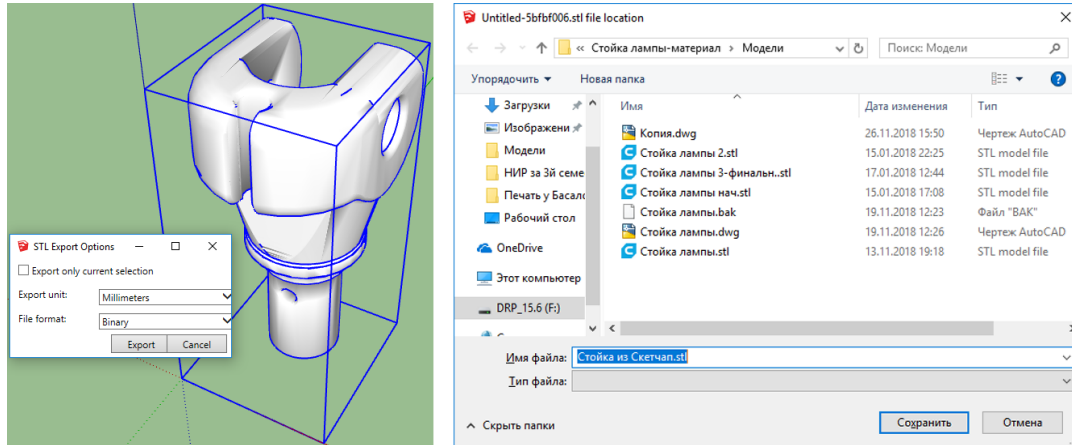 STL Export Options
Export only current selection
Export unit: Millimeters
File format: Binary
Export Cancel
Untitled-5bfbf006.stl file location
« Стойка лампы-материал › Модели
Поиск: Модели
Упорядочить Новая папка
Загрузки
Изображени
Модели
НИР за 3й семе
Печать у Басал
Рабочий стол
OneDrive
Этот компьютер
DRP_15.6 (F:)
Имя Дата изменения Тип
Копия.dwg 26.11.2018 15:50 Чертеж AutoCAD
Стойка лампы 2.stl 15.01.2018 22:25 STL model file
Стойка лампы 3-финальн..stl 17.01.2018 12:44 STL model file
Стойка лампы нач.stl 15.01.2018 17:08 STL model file
Стойка лампы.bak 19.11.2018 12:23 Файл "BAK"
Стойка лампы.dwg 19.11.2018 12:26 Чертеж AutoCAD
Стойка лампы.stl 13.11.2018 19:18 STL model file
Имя файла: Стойка из Скетчап.stl
Тип файла:
Скрыть папки
Сохранить Отмена